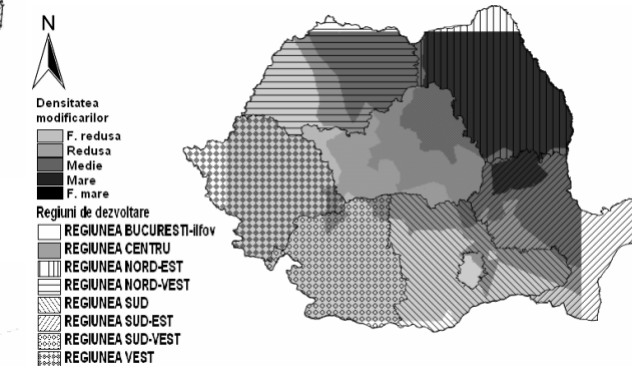 N
Densitatea
modificarilor
F. redusa
Redusa
Medie
Mare
F. mare
Regiuni de dezvoltare
REGIUNEA BUCURESTI-ilfov
REGIUNEA CENTRU
REGIUNEA NORD-EST
REGIUNEA NORD-VEST
REGIUNEA SUD
REGIUNEA SUD-EST
REGIUNEA SUD-VEST
REGIUNEA VEST